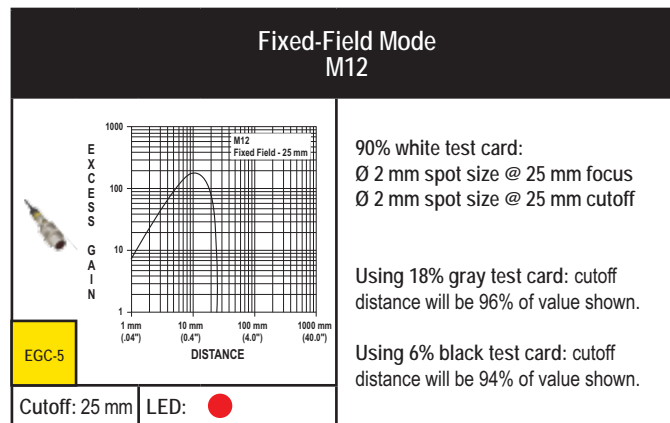 Fixed-Field Mode
M12
EXCESS GAIN
1000
100
10
1
M12
Fixed Field - 25 mm
1 mm
(.04")
10 mm
(0.4")
100 mm
(4.0")
1000 mm
(40.0")
DISTANCE
EGC-5
Cutoff: 25 mm
LED:
90% white test card:
Ø 2 mm spot size @ 25 mm focus
Ø 2 mm spot size @ 25 mm cutoff
Using 18% gray test card: cutoff
distance will be 96% of value shown.
Using 6% black test card: cutoff
distance will be 94% of value shown.